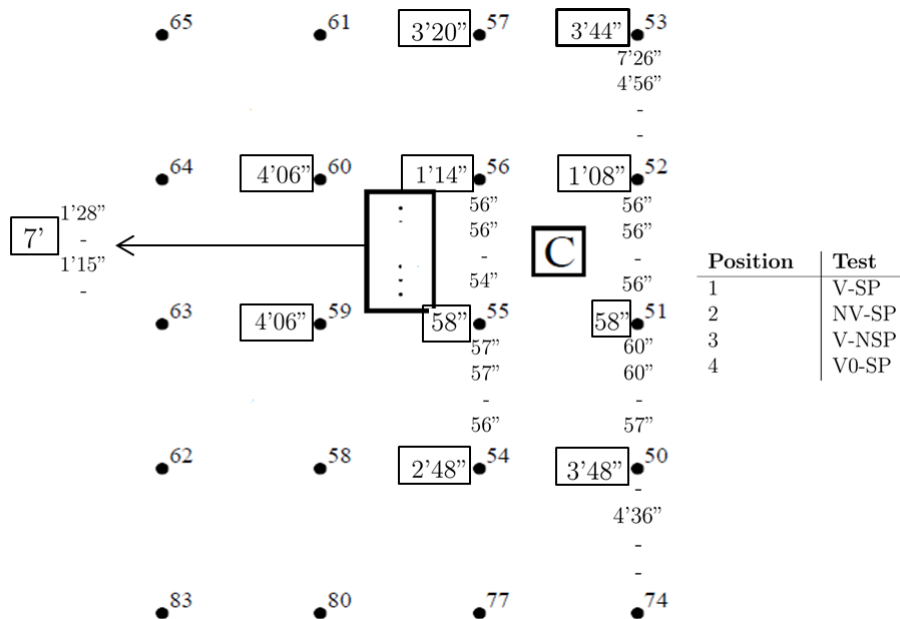 65 61 3’20” 57 3’44” 53
7’26”
4’56”
-
-
64 4’06” 60 1’14” 56 1’08” 52
56” 56”
56” 56”
- -
54” 56”
7’
1’28”
-
1’15”
-
C
Position Test
1 V-SP
2 NV-SP
3 V-NSP
4 V0-SP
63 4’06” 59 58” 55 58” 51
57” 60”
57” 60”
- -
56” 57”
62 58 2’48” 54 3’48” 50
-
4’36”
-
-
83 80 77 74